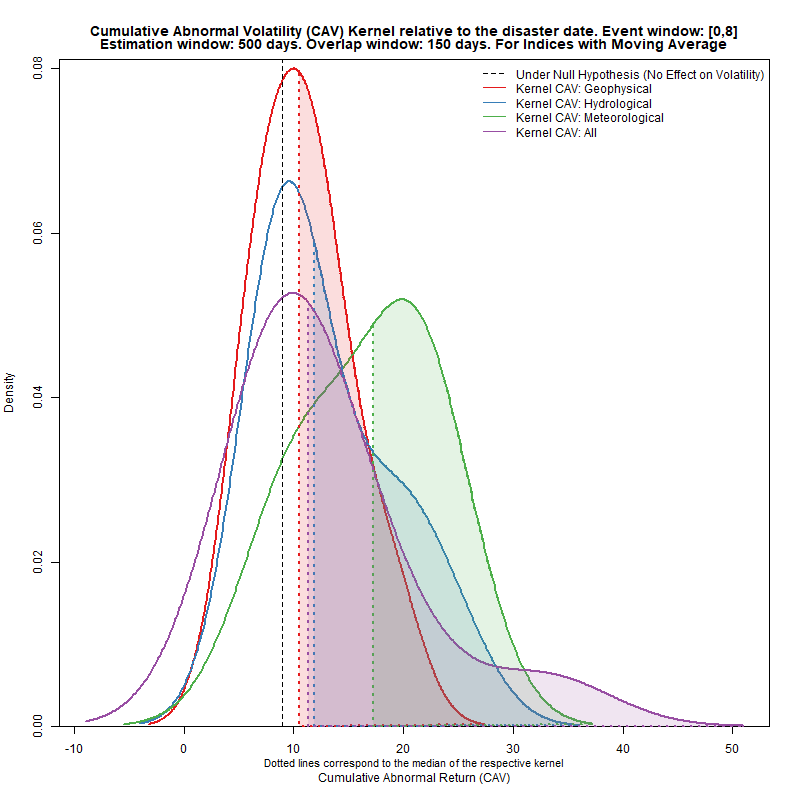 Cumulative Abnormal Volatility (CAV) Kernel relative to the disaster date. Event window: [0,8]
Estimation window: 500 days. Overlap window: 150 days. For Indices with Moving Average
Under Null Hypothesis (No Effect on Volatility)
Kernel CAV: Geophysical
Kernel CAV: Hydrological
Kernel CAV: Meteorological
Kernel CAV: All
Density
0.08
0.06
0.04
0.02
0.00
-10 0 10 20 30 40 50
Dotted lines correspond to the median of the respective kernel
Cumulative Abnormal Return (CAV)